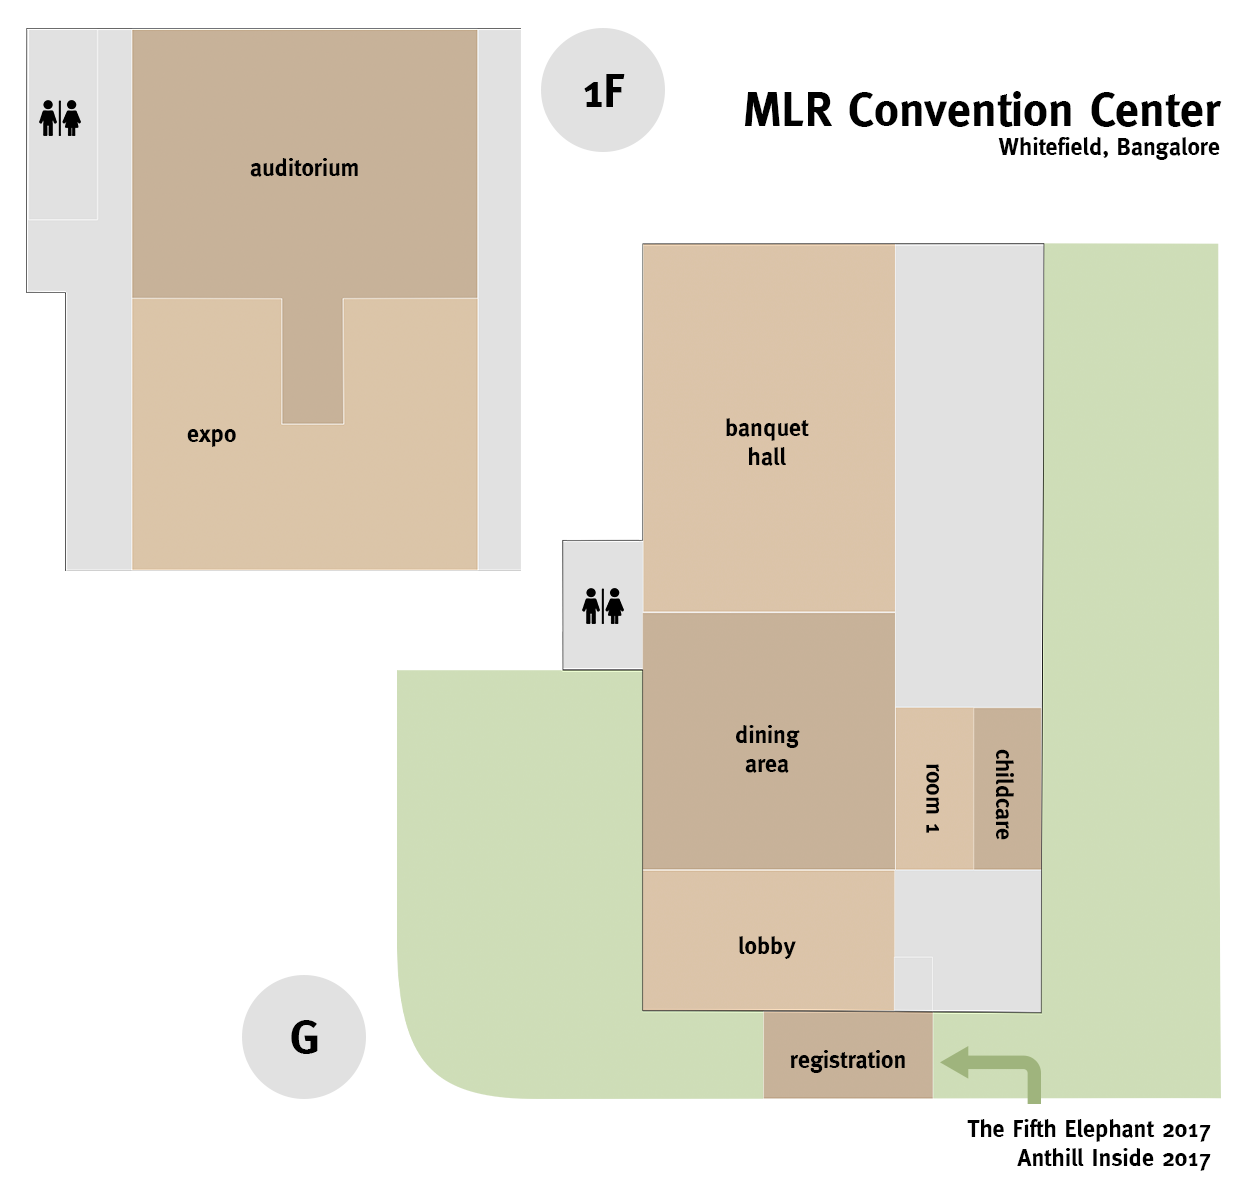 1F
MLR Convention Center
Whitefield, Bangalore
auditorium
expo
banquet
hall
dining
area
room 1
childcare
lobby
G
registration
The Fifth Elephant 2017
Anthill Inside 2017